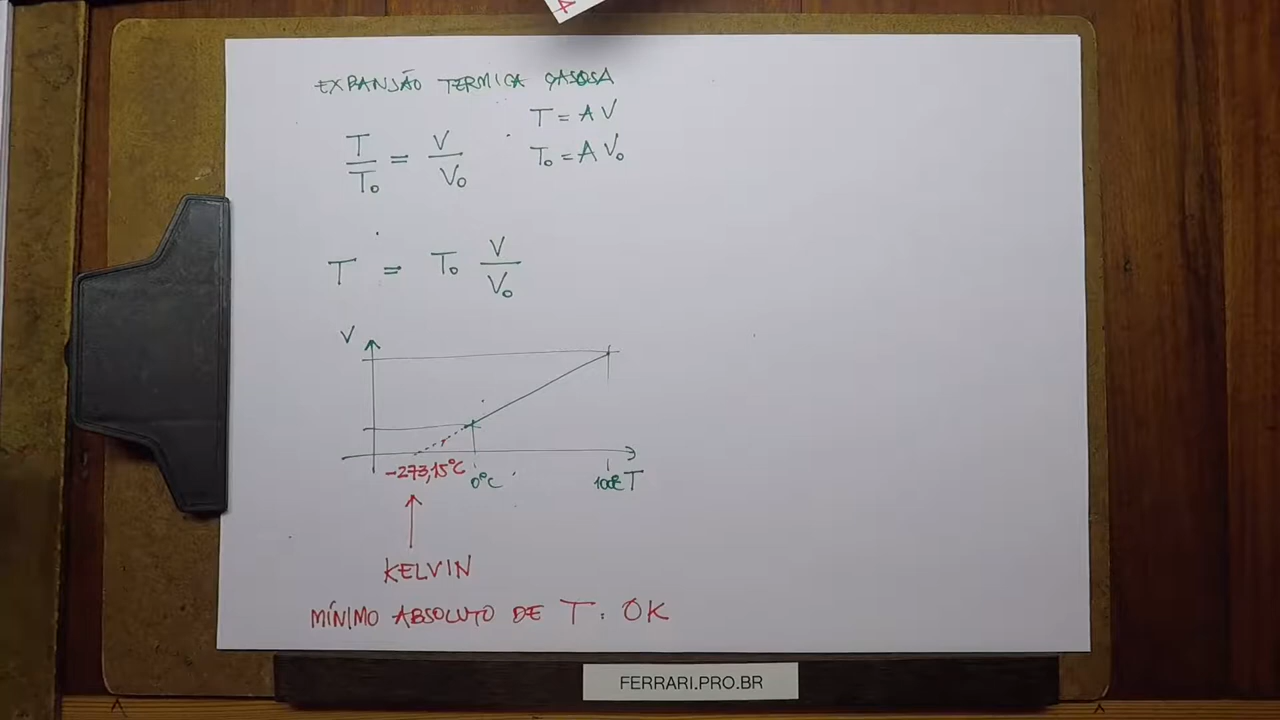 EXPANSÃO TERMICA GASOSA
T/T₀ = V/V₀
T = A V
T₀ = A V₀
T = T₀ V/V₀
V
-273,15°C
0°C
100°C T
KELVIN
MÍNIMO ABSOLUTO DE T: 0K
FERRARI.PRO.BR